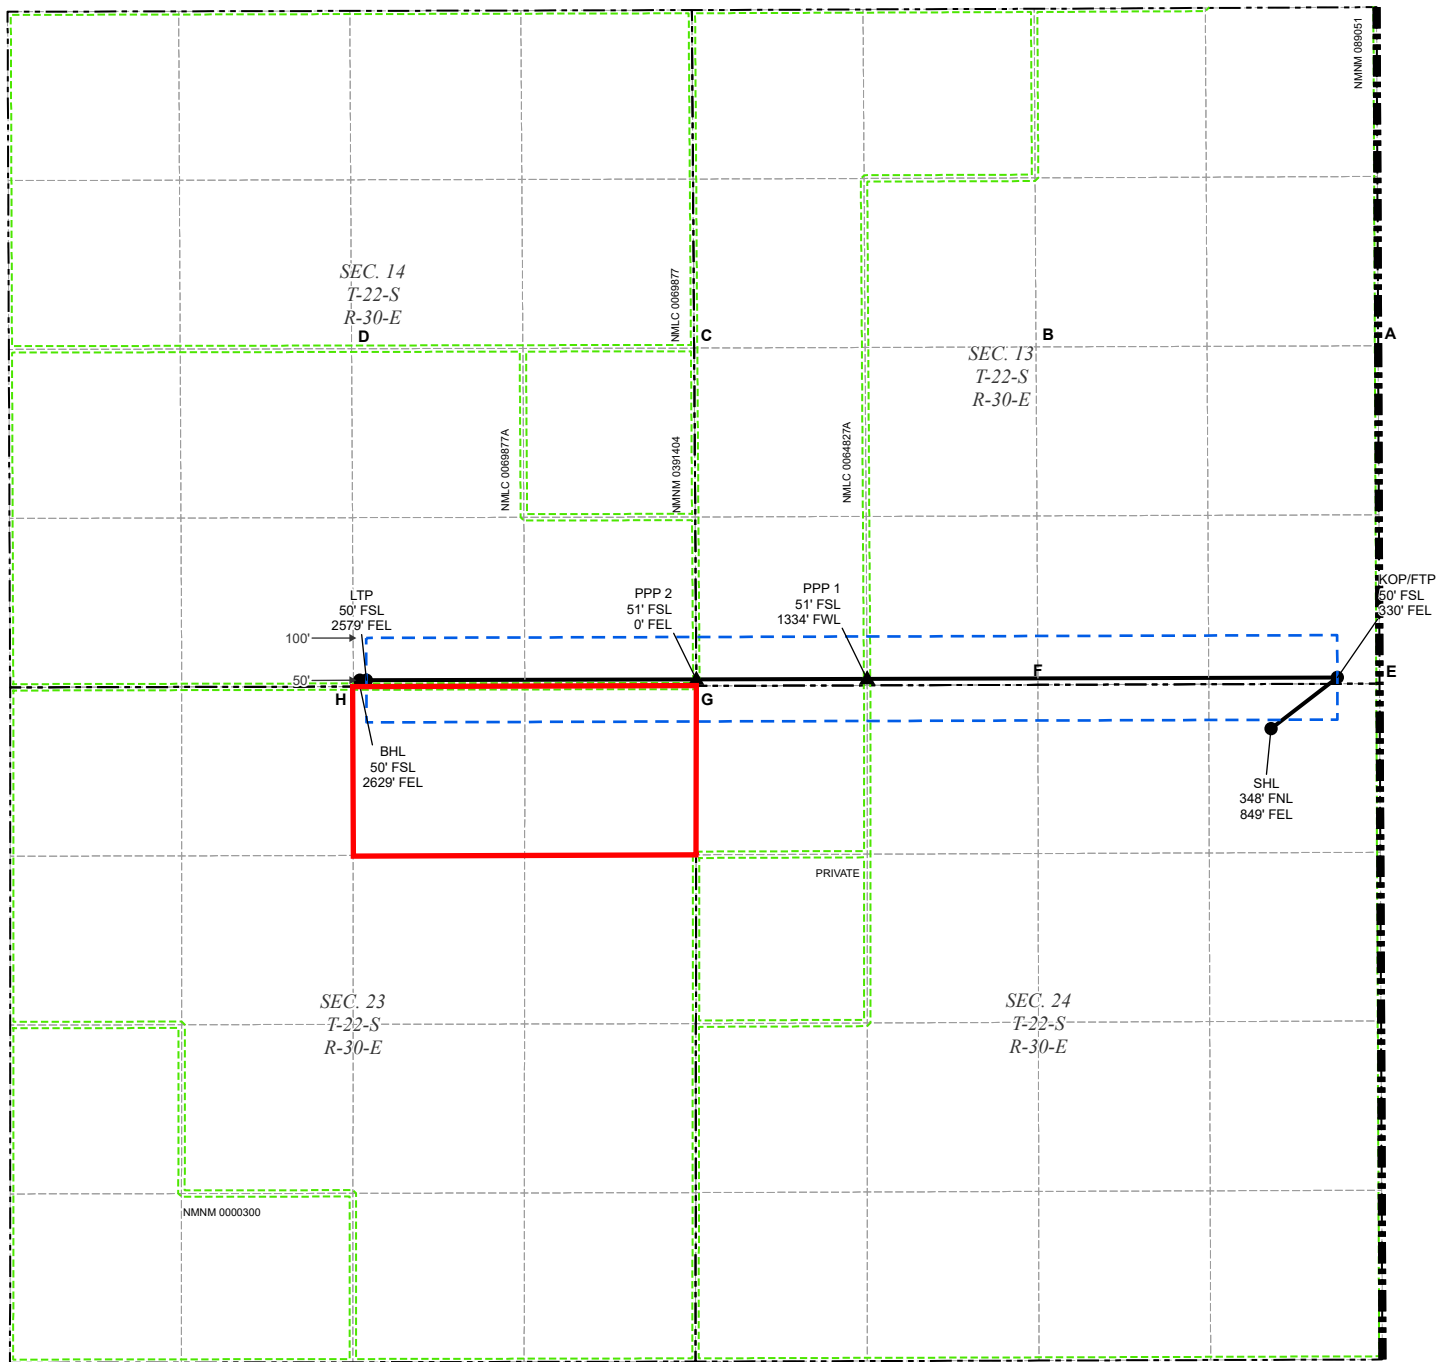 NMNM 089051
SEC. 14
T-22-S
R-30-E
D
NMLC 0069877
C
B
A
SEC. 13
T-22-S
R-30-E
NMLC 0069877A
NMNM 0391404
NMLC 0064827A
LTP
50' FSL
2579' FEL
PPP 2
51' FSL
0' FEL
PPP 1
51' FSL
1334' FWL
KOP/FTP
50' FSL
330' FEL
100'
50'
F
E
H
G
BHL
50' FSL
2629' FEL
SHL
348' FNL
849' FEL
PRIVATE
SEC. 23
T-22-S
R-30-E
SEC. 24
T-22-S
R-30-E
NMNM 0000300